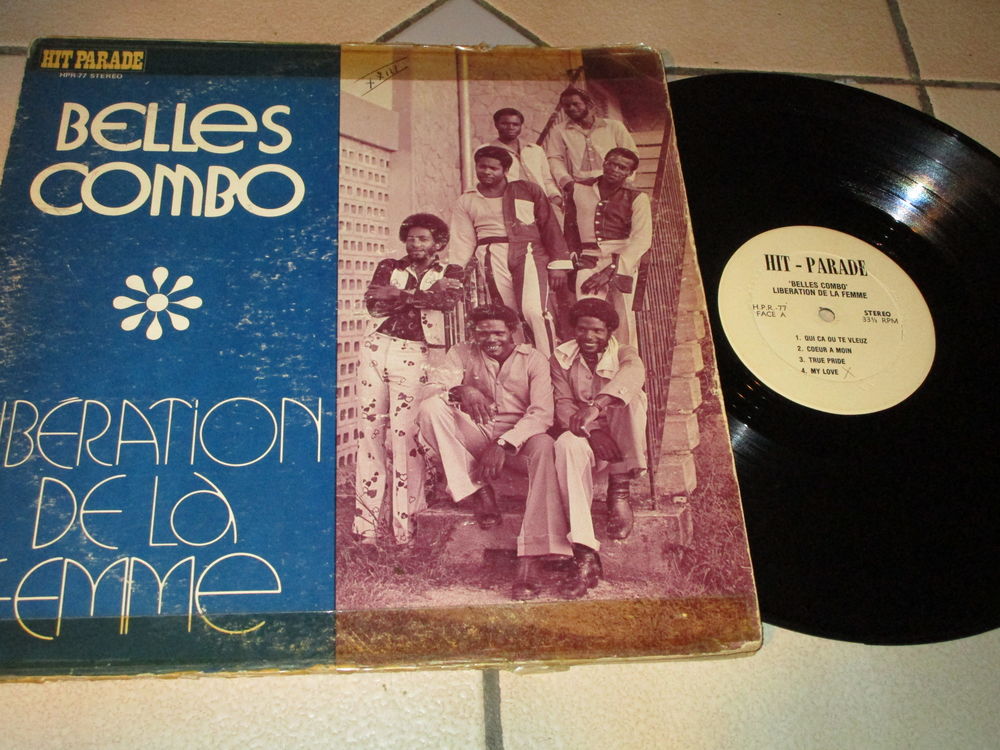 HIT PARADE
HPR-77 STEREO
BELLES
COMBO
LIBÉRATION
DE LÀ
FEMME
HIT - PARADE
'BELLES COMBO'
LIBERATION DE LA FEMME
H.P.R.-77
FACE A
STEREO
33⅓ RPM
1. QUI CA OU TE VLEUZ
2. COEUR A MOIN
3. TRUE PRIDE
4. MY LOVE X